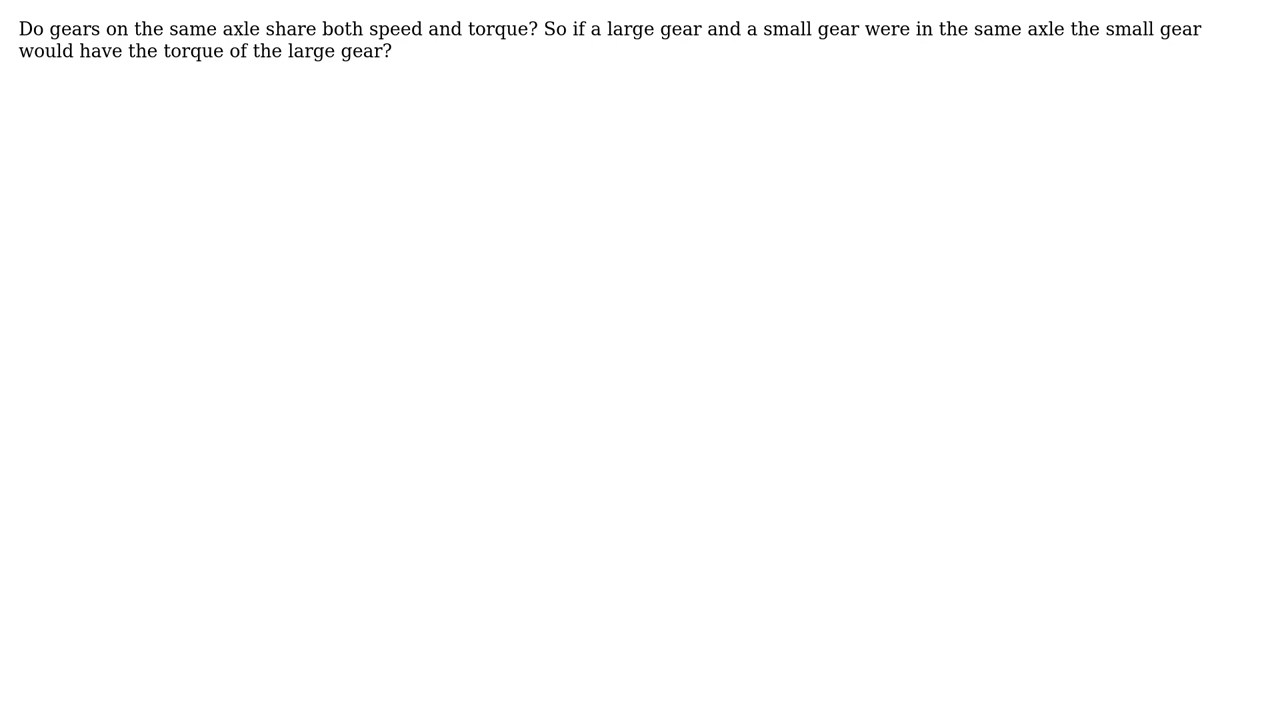 Do gears on the same axle share both speed and torque? So if a large gear and a small gear were in the same axle the small gear
would have the torque of the large gear?